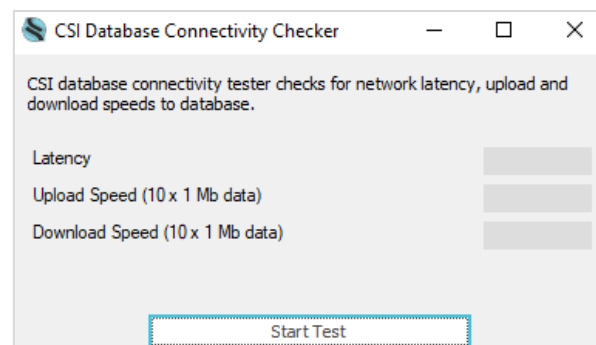 CSI Database Connectivity Checker
CSI database connectivity tester checks for network latency, upload and
download speeds to database.
Latency
Upload Speed (10 x 1 Mb data)
Download Speed (10 x 1 Mb data)
Start Test